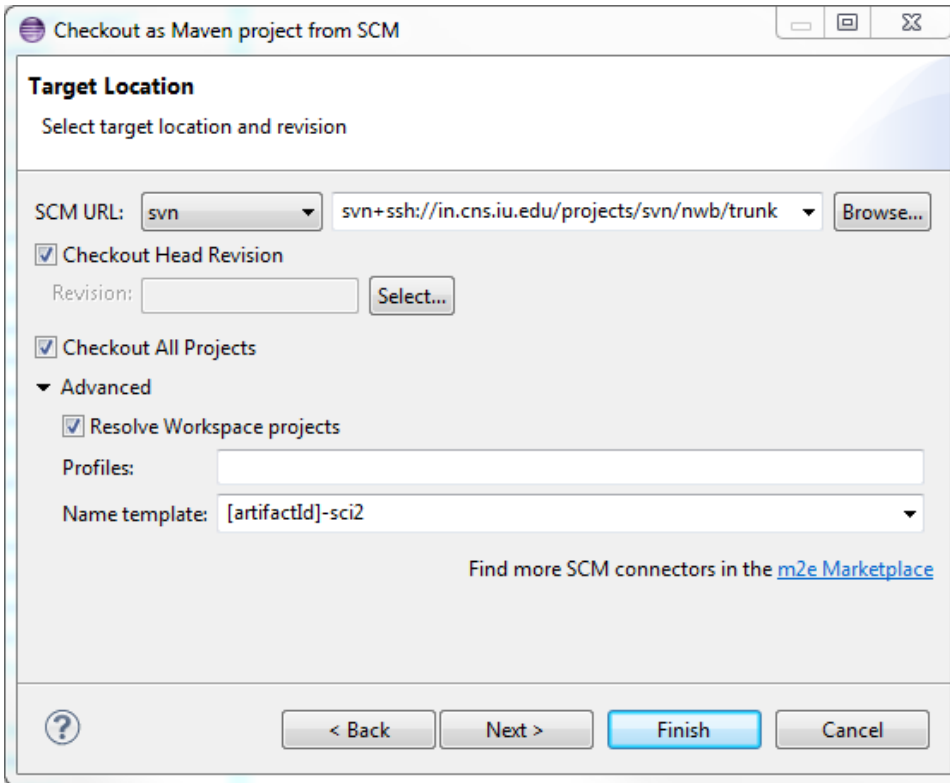 Checkout as Maven project from SCM
Target Location
Select target location and revision
SCM URL: svn svn+ssh://in.cns.iu.edu/projects/svn/nwb/trunk Browse...
Checkout Head Revision
Revision: Select...
Checkout All Projects
Advanced
Resolve Workspace projects
Profiles:
Name template: [artifactId]-sci2
Find more SCM connectors in the m2e Marketplace
? < Back Next > Finish Cancel